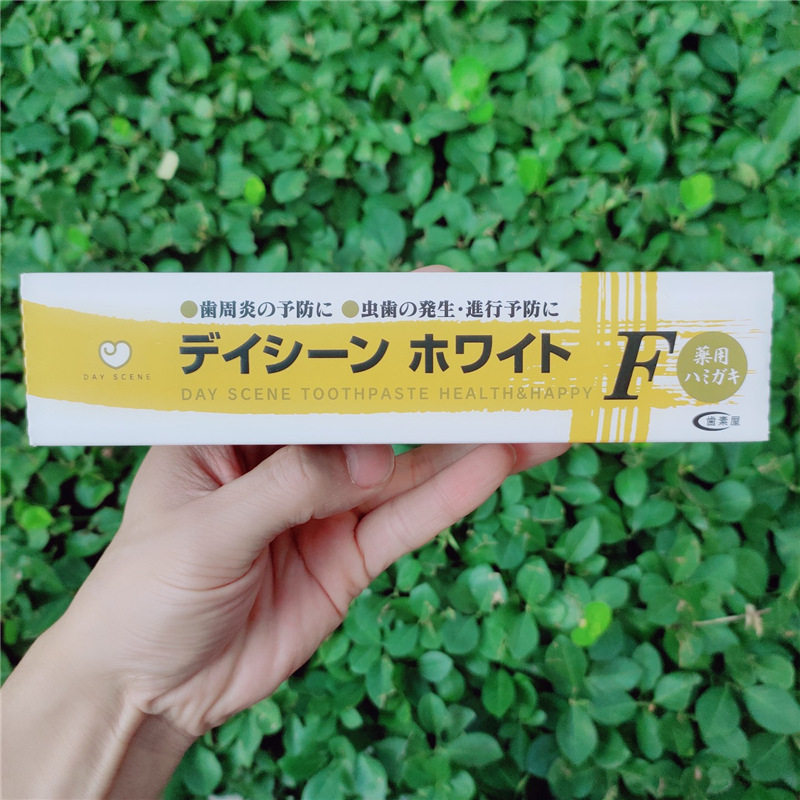 ●歯周炎の予防に ●虫歯の発生・進行予防に
デイシーン ホワイト F
DAY SCENE TOOTHPASTE HEALTH&HAPPY
DAY SCENE
薬用
ハミガキ
歯素屋